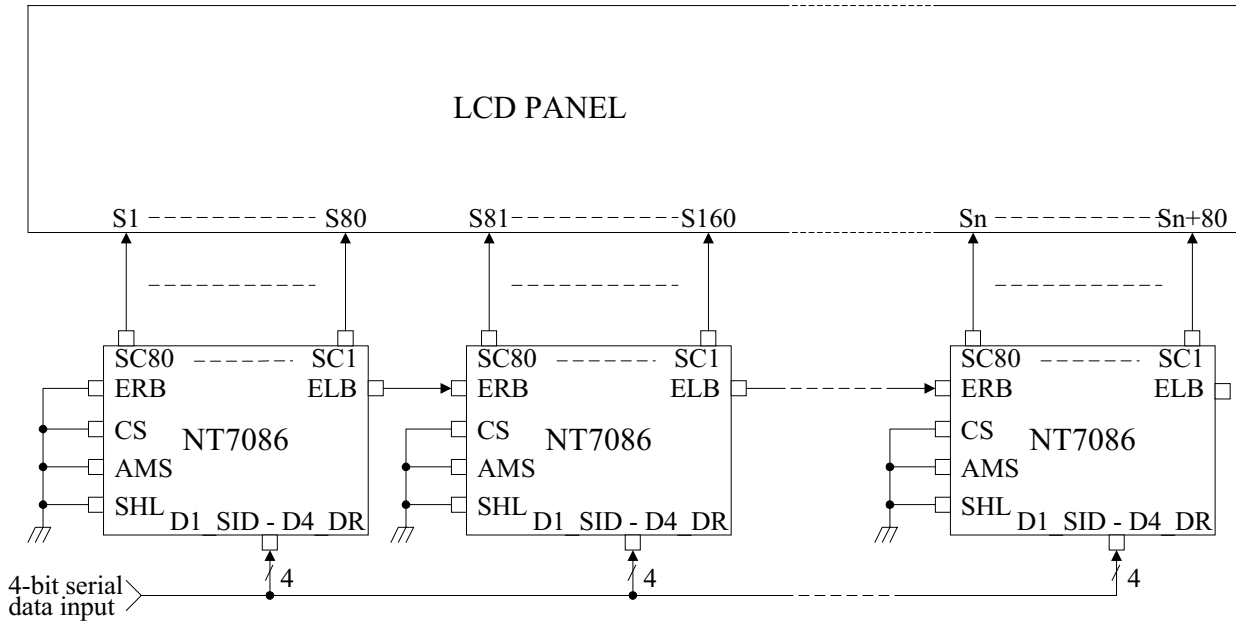 LCD PANEL
S1 S80 S81 S160 Sn Sn+80
SC80 SC1 SC80 SC1 SC80 SC1
ERB ELB ERB ELB ERB ELB
CS CS CS
NT7086 NT7086 NT7086
AMS AMS AMS
SHL SHL SHL
D1_SID - D4_DR D1_SID - D4_DR D1_SID - D4_DR
4 4 4
4-bit serial
data input